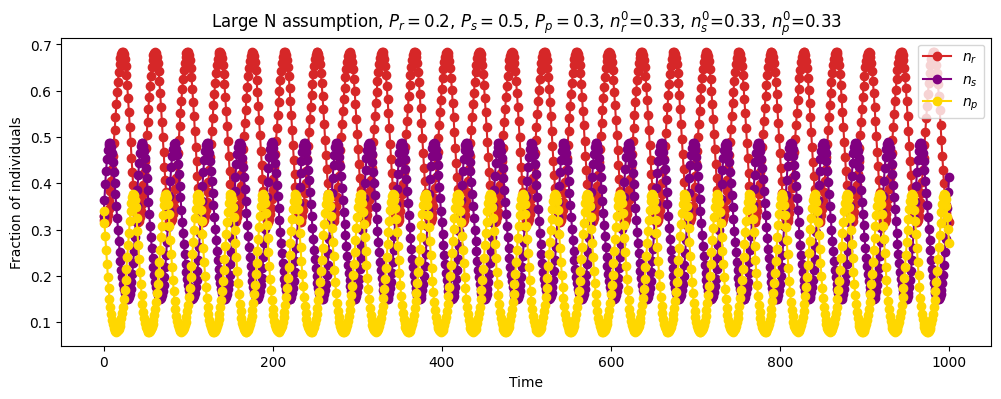 Large N assumption, $P_r = 0.2$, $P_s = 0.5$, $P_p = 0.3$, $n_r^0$=0.33, $n_s^0$=0.33, $n_p^0$=0.33
0.7
0.6
0.5
0.4
0.3
0.2
0.1
Fraction of individuals
$n_r$
$n_s$
$n_p$
0
200
400
600
800
1000
Time